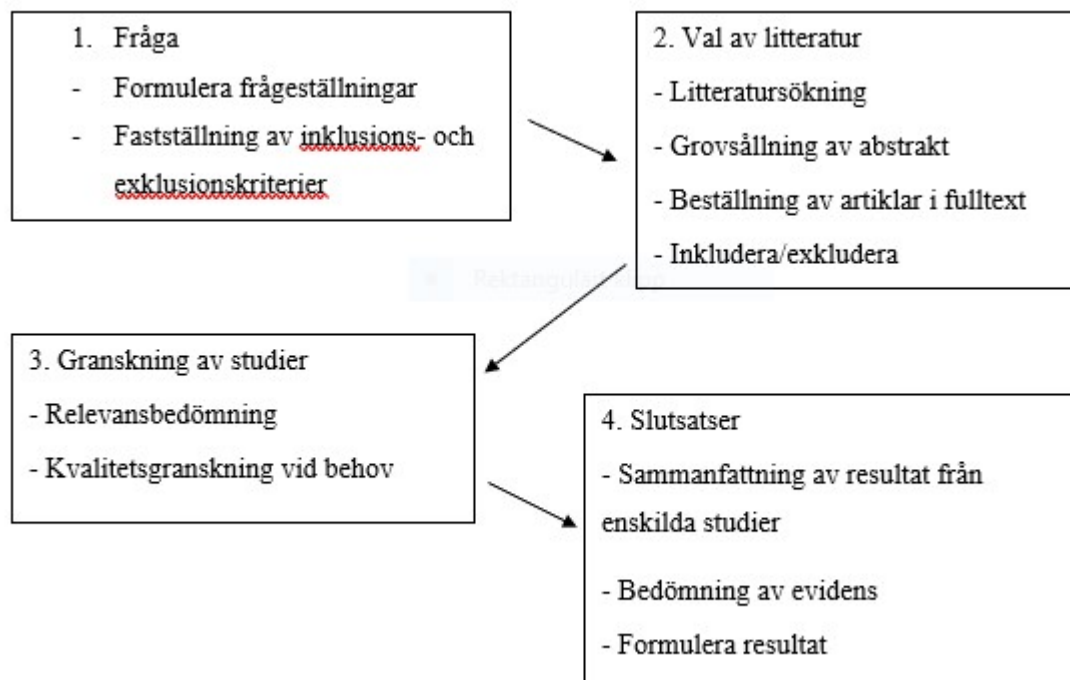 1. Fråga
- Formulera frågeställningar
- Fastställning av inklusions- och
exklusionskriterier
2. Val av litteratur
- Litteratursökning
- Grovsållning av abstrakt
- Beställning av artiklar i fulltext
- Inkludera/exkludera
3. Granskning av studier
- Relevansbedömning
- Kvalitetsgranskning vid behov
4. Slutsatser
- Sammanfattning av resultat från
enskilda studier
- Bedömning av evidens
- Formulera resultat